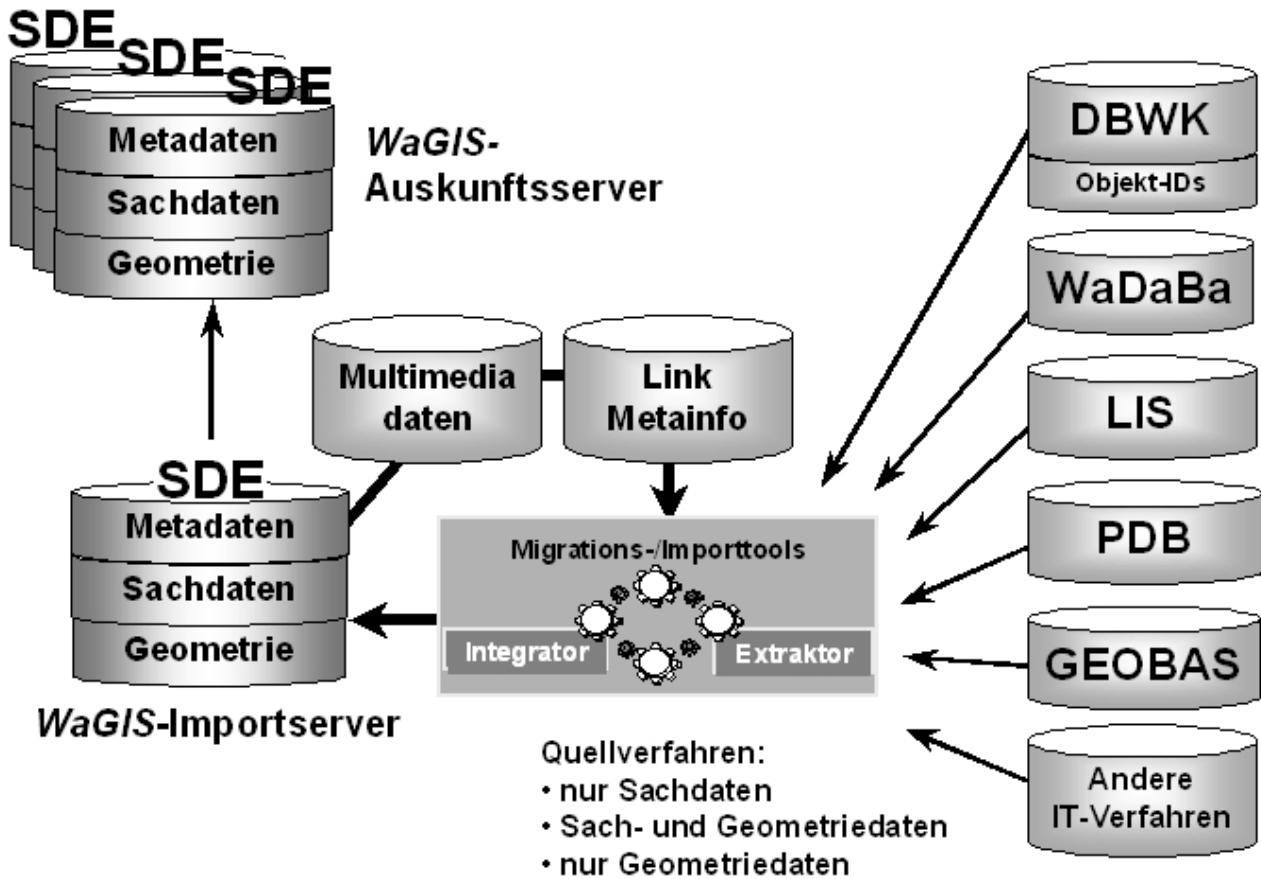 SDE
SDE
SDE
Metadaten
Sachdaten
Geometrie
WaGIS-
Auskunftsserver
Multimedia
daten
Link
Metainfo
SDE
Metadaten
Sachdaten
Geometrie
WaGIS-Importserver
Migrations-/Importtools
Integrator
Extraktor
Quellverfahren:
• nur Sachdaten
• Sach- und Geometriedaten
• nur Geometriedaten
DBWK
Objekt-IDs
WaDaBa
LIS
PDB
GEOBAS
Andere
IT-Verfahren